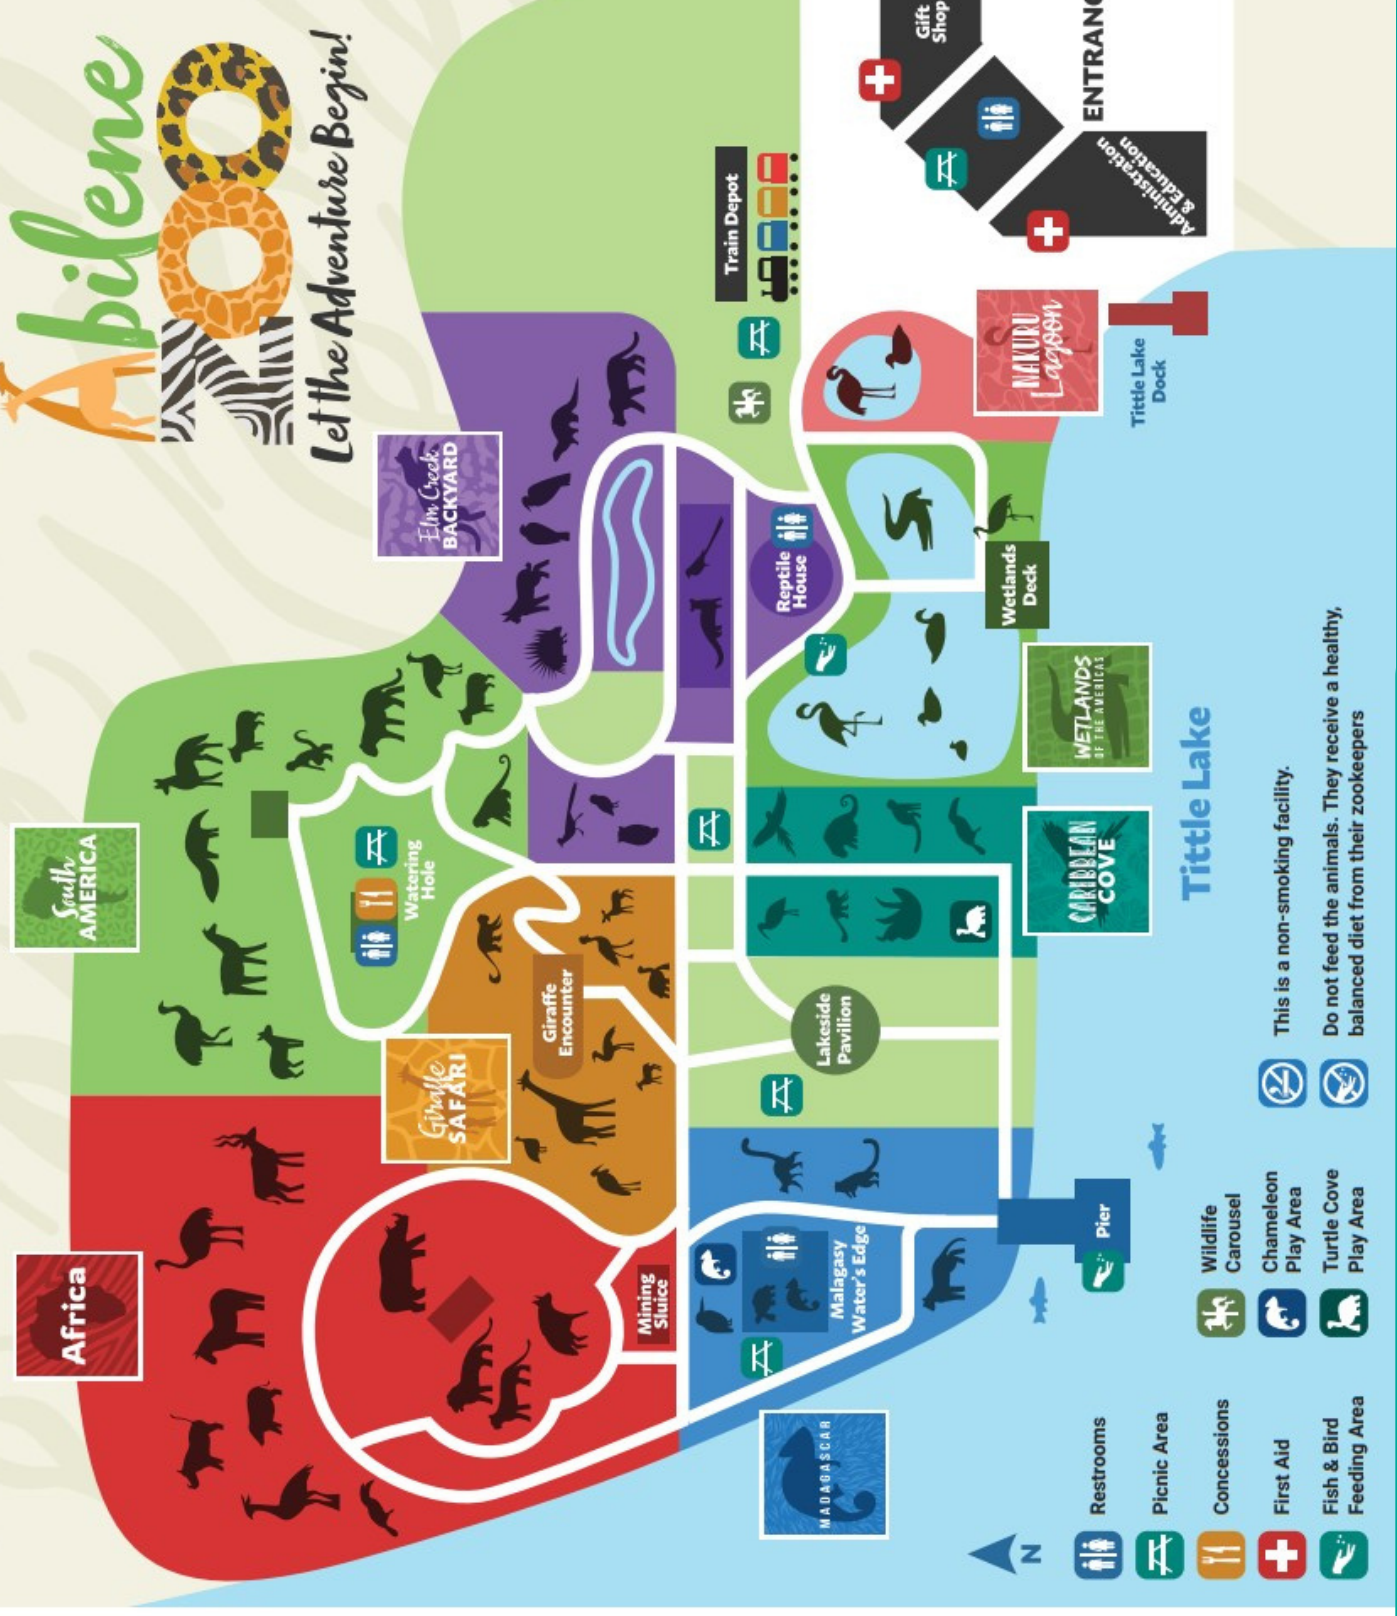 Abilene
ZOO
Let the Adventure Begin!
Africa
South
AMERICA
Elm Creek
BACKYARD
Giraffe
SAFARI
Watering
Hole
Giraffe
Encounter
Mining
Sluice
Train Depot
Reptile
House
Gift
Shop
ENTRANC
Administration
& Education
NAKURU
Lagoon
Tittle Lake
Dock
Wetlands
Deck
WETLANDS
OF THE AMERICAS
CARIBBEAN
COVE
Lakeside
Pavilion
Malagasy
Water's Edge
MADAGASCAR
Pier
Tittle Lake
N
Restrooms
Picnic Area
Concessions
First Aid
Fish & Bird
Feeding Area
Wildlife
Carousel
Chameleon
Play Area
Turtle Cove
Play Area
This is a non-smoking facility.
Do not feed the animals. They receive a healthy,
balanced diet from their zookeepers